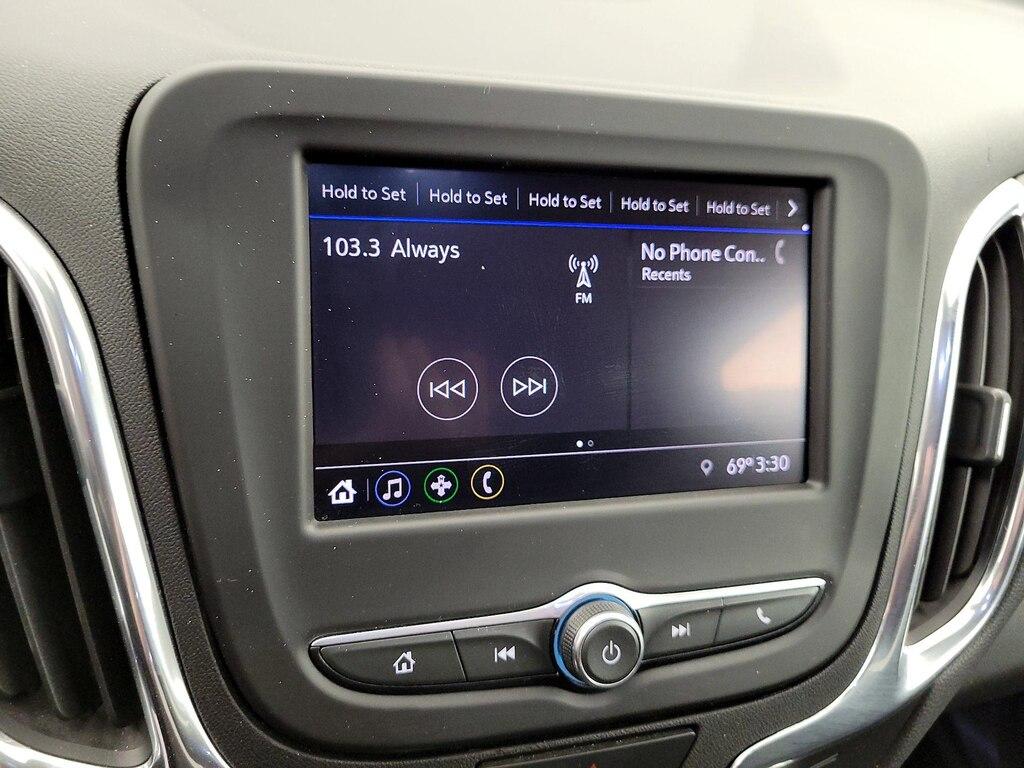 Hold to Set Hold to Set Hold to Set Hold to Set Hold to Set
103.3 Always
FM
No Phone Con..
Recents
69° 3:30